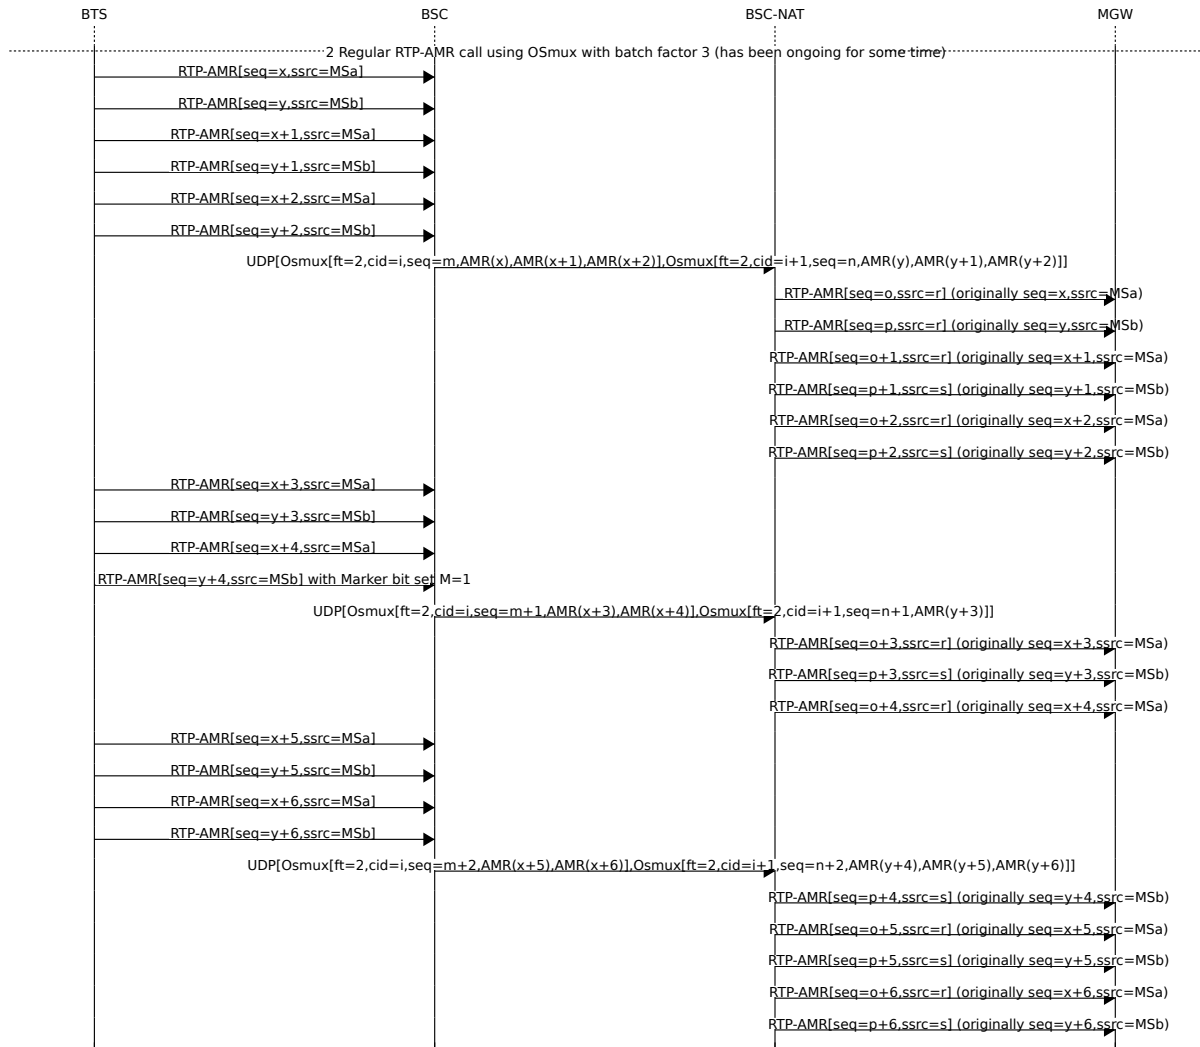 BTS BSC BSC-NAT MGW
2 Regular RTP-AMR call using OSmux with batch factor 3 (has been ongoing for some time)
RTP-AMR[seq=x,ssrc=MSa]
RTP-AMR[seq=y,ssrc=MSb]
RTP-AMR[seq=x+1,ssrc=MSa]
RTP-AMR[seq=y+1,ssrc=MSb]
RTP-AMR[seq=x+2,ssrc=MSa]
RTP-AMR[seq=y+2,ssrc=MSb]
UDP[Osmux[ft=2,cid=i,seq=m,AMR(x),AMR(x+1),AMR(x+2)],Osmux[ft=2,cid=i+1,seq=n,AMR(y),AMR(y+1),AMR(y+2)]]
RTP-AMR[seq=o,ssrc=r] (originally seq=x,ssrc=MSa)
RTP-AMR[seq=p,ssrc=r] (originally seq=y,ssrc=MSb)
RTP-AMR[seq=o+1,ssrc=r] (originally seq=x+1,ssrc=MSa)
RTP-AMR[seq=p+1,ssrc=s] (originally seq=y+1,ssrc=MSb)
RTP-AMR[seq=o+2,ssrc=r] (originally seq=x+2,ssrc=MSa)
RTP-AMR[seq=p+2,ssrc=s] (originally seq=y+2,ssrc=MSb)
RTP-AMR[seq=x+3,ssrc=MSa]
RTP-AMR[seq=y+3,ssrc=MSb]
RTP-AMR[seq=x+4,ssrc=MSa]
RTP-AMR[seq=y+4,ssrc=MSb] with Marker bit set M=1
UDP[Osmux[ft=2,cid=i,seq=m+1,AMR(x+3),AMR(x+4)],Osmux[ft=2,cid=i+1,seq=n+1,AMR(y+3)]]
RTP-AMR[seq=o+3,ssrc=r] (originally seq=x+3,ssrc=MSa)
RTP-AMR[seq=p+3,ssrc=s] (originally seq=y+3,ssrc=MSb)
RTP-AMR[seq=o+4,ssrc=r] (originally seq=x+4,ssrc=MSa)
RTP-AMR[seq=x+5,ssrc=MSa]
RTP-AMR[seq=y+5,ssrc=MSb]
RTP-AMR[seq=x+6,ssrc=MSa]
RTP-AMR[seq=y+6,ssrc=MSb]
UDP[Osmux[ft=2,cid=i,seq=m+2,AMR(x+5),AMR(x+6)],Osmux[ft=2,cid=i+1,seq=n+2,AMR(y+4),AMR(y+5),AMR(y+6)]]
RTP-AMR[seq=p+4,ssrc=s] (originally seq=y+4,ssrc=MSb)
RTP-AMR[seq=o+5,ssrc=r] (originally seq=x+5,ssrc=MSa)
RTP-AMR[seq=p+5,ssrc=s] (originally seq=y+5,ssrc=MSb)
RTP-AMR[seq=o+6,ssrc=r] (originally seq=x+6,ssrc=MSa)
RTP-AMR[seq=p+6,ssrc=s] (originally seq=y+6,ssrc=MSb)